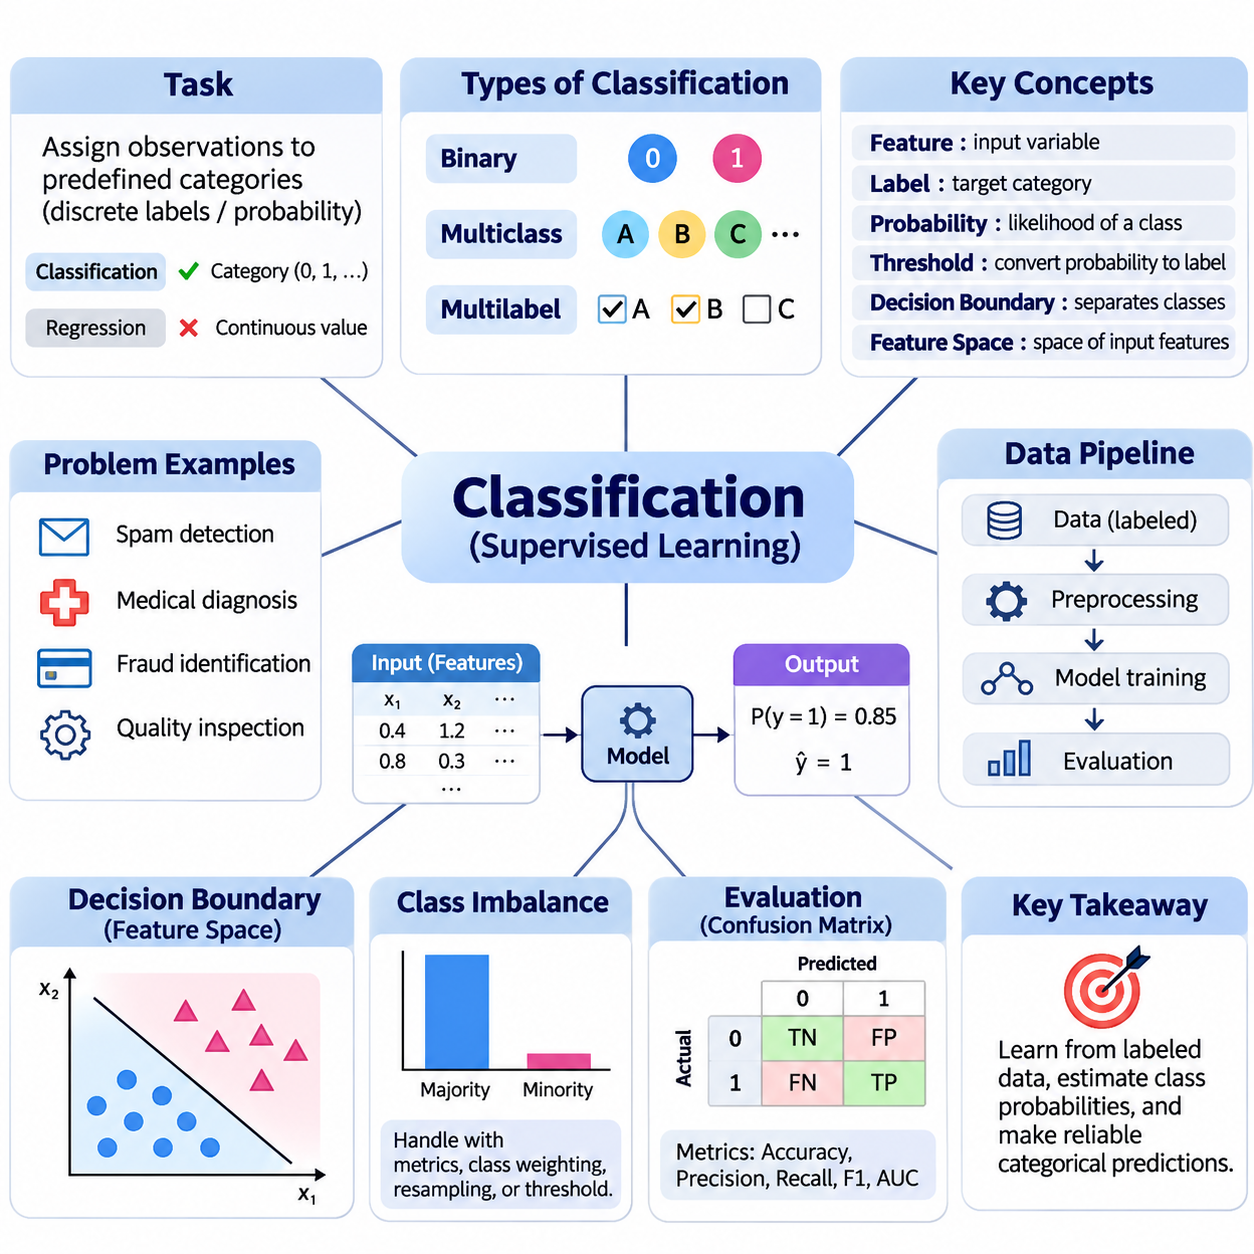 Task
Assign observations to
predefined categories
(discrete labels / probability)
Classification ✓ Category (0, 1, ...)
Regression ✗ Continuous value
Types of Classification
Binary 0 1
Multiclass A B C ...
Multilabel A B C
Key Concepts
Feature : input variable
Label : target category
Probability : likelihood of a class
Threshold : convert probability to label
Decision Boundary : separates classes
Feature Space : space of input features
Problem Examples
Spam detection
Medical diagnosis
Fraud identification
Quality inspection
Classification
(Supervised Learning)
Data Pipeline
Data (labeled)
Preprocessing
Model training
Evaluation
Input (Features)
x₁ x₂ ...
0.4 1.2 ...
0.8 0.3 ...
...
Model
Output
P(y = 1) = 0.85
ŷ = 1
Decision Boundary
(Feature Space)
x₂
x₁
Class Imbalance
Majority Minority
Handle with
metrics, class weighting,
resampling, or threshold.
Evaluation
(Confusion Matrix)
Predicted
0 1
Actual
0 TN FP
1 FN TP
Metrics: Accuracy,
Precision, Recall, F1, AUC
Key Takeaway
Learn from labeled
data, estimate class
probabilities, and
make reliable
categorical predictions.